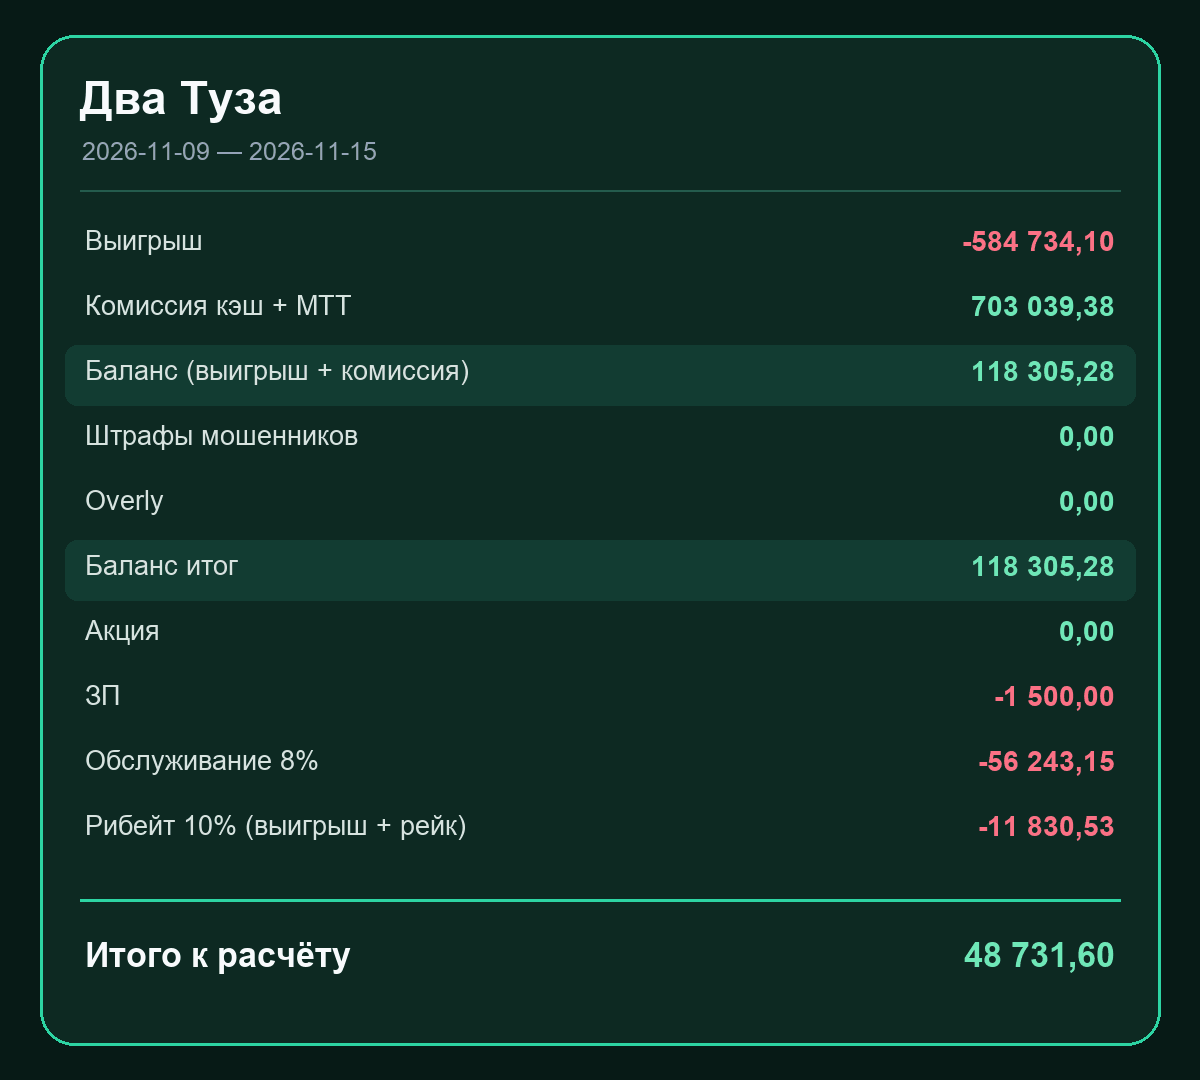 Два Туза
2026-11-09 — 2026-11-15
Выигрыш -584 734,10
Комиссия кэш + МТТ 703 039,38
Баланс (выигрыш + комиссия) 118 305,28
Штрафы мошенников 0,00
Overly 0,00
Баланс итог 118 305,28
Акция 0,00
ЗП -1 500,00
Обслуживание 8% -56 243,15
Рибейт 10% (выигрыш + рейк) -11 830,53
Итого к расчёту 48 731,60